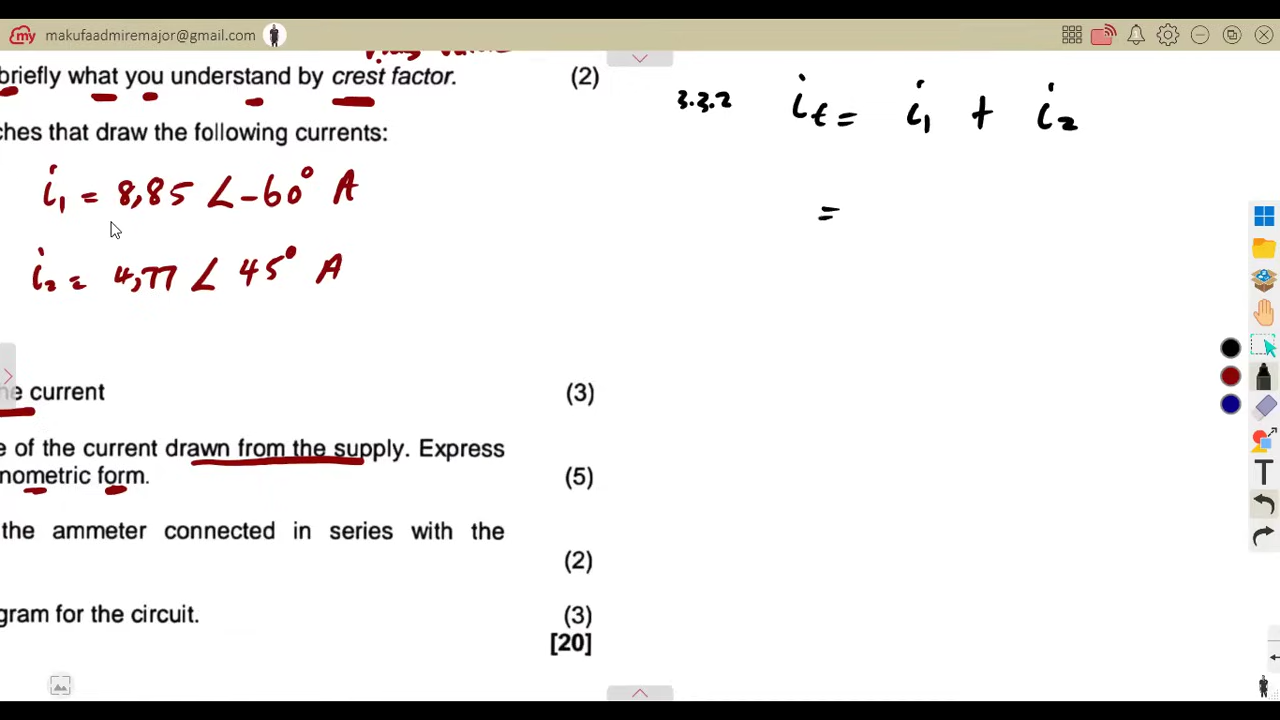 my makufaadmiremajor@gmail.com
briefly what you understand by crest factor. (2)
ches that draw the following currents:
i₁ = 8,85 ∠-60° A
i₂ = 4,77 ∠ 45° A
he current (3)
e of the current drawn from the supply. Express
nometric form. (5)
the ammeter connected in series with the
(2)
gram for the circuit. (3)
[20]
3.3.2 i_t = i₁ + i₂
=